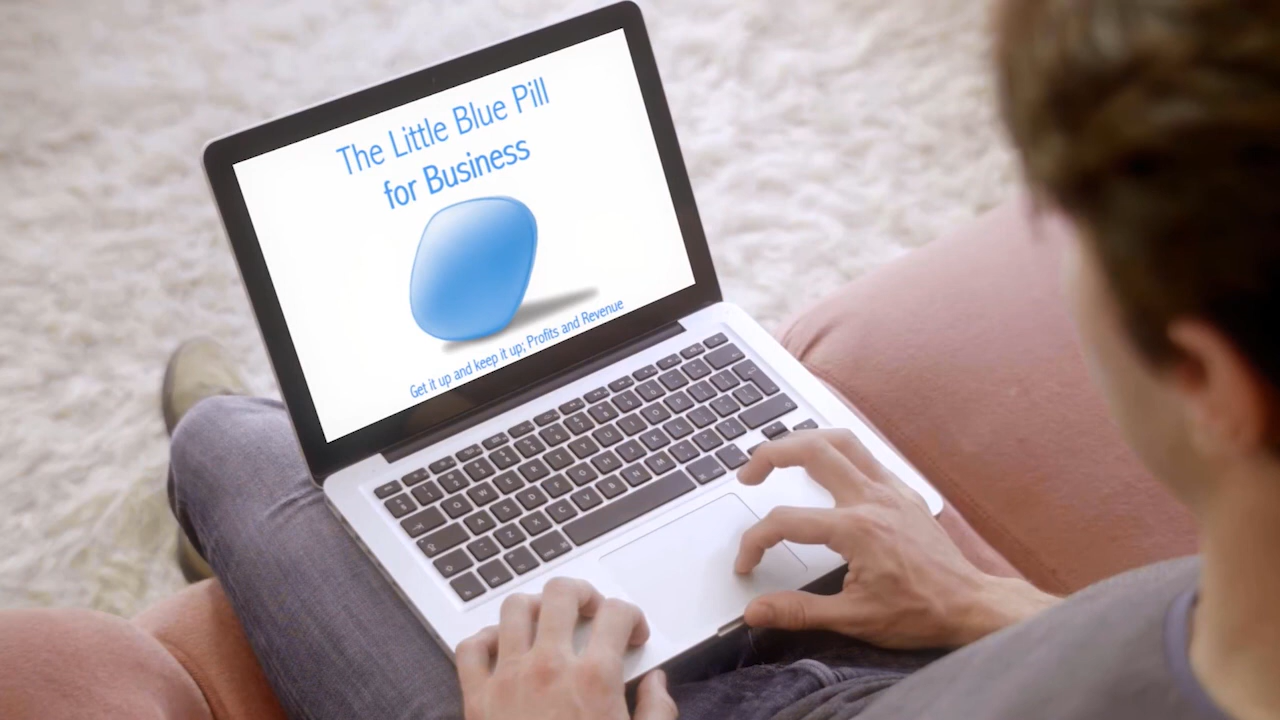 The Little Blue Pill
for Business
Get it up and keep it up; Profits and Revenue